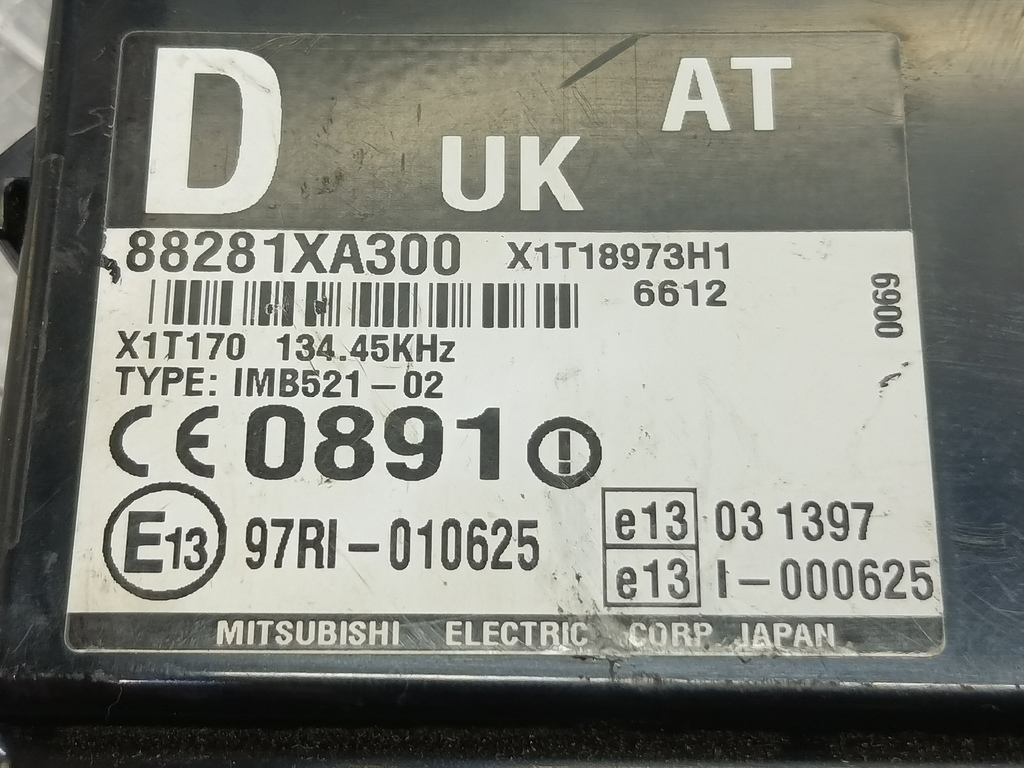 D UK AT
88281XA300 X1T18973H1
6612
0069
X1T170 134.45KHz
TYPE: IMB521-02
CE 0891
E13 97RI-010625
e13 03 1397
e13 I-000625
MITSUBISHI ELECTRIC CORP JAPAN